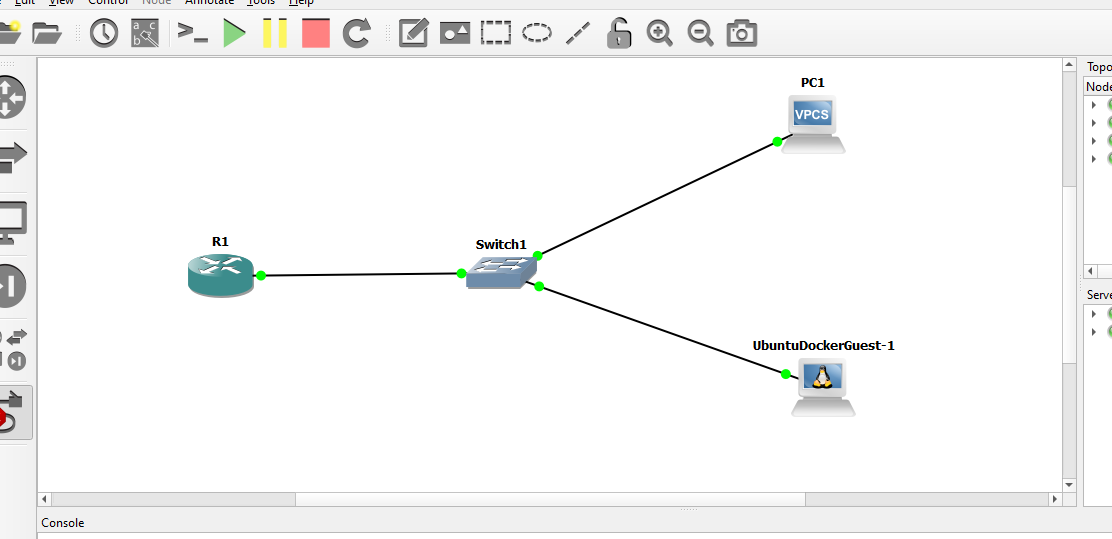 Edit View Control Node Annotate Tools Help
a c
b
Topo
Node
PC1
VPCS
R1
Switch1
UbuntuDockerGuest-1
Serve
Console